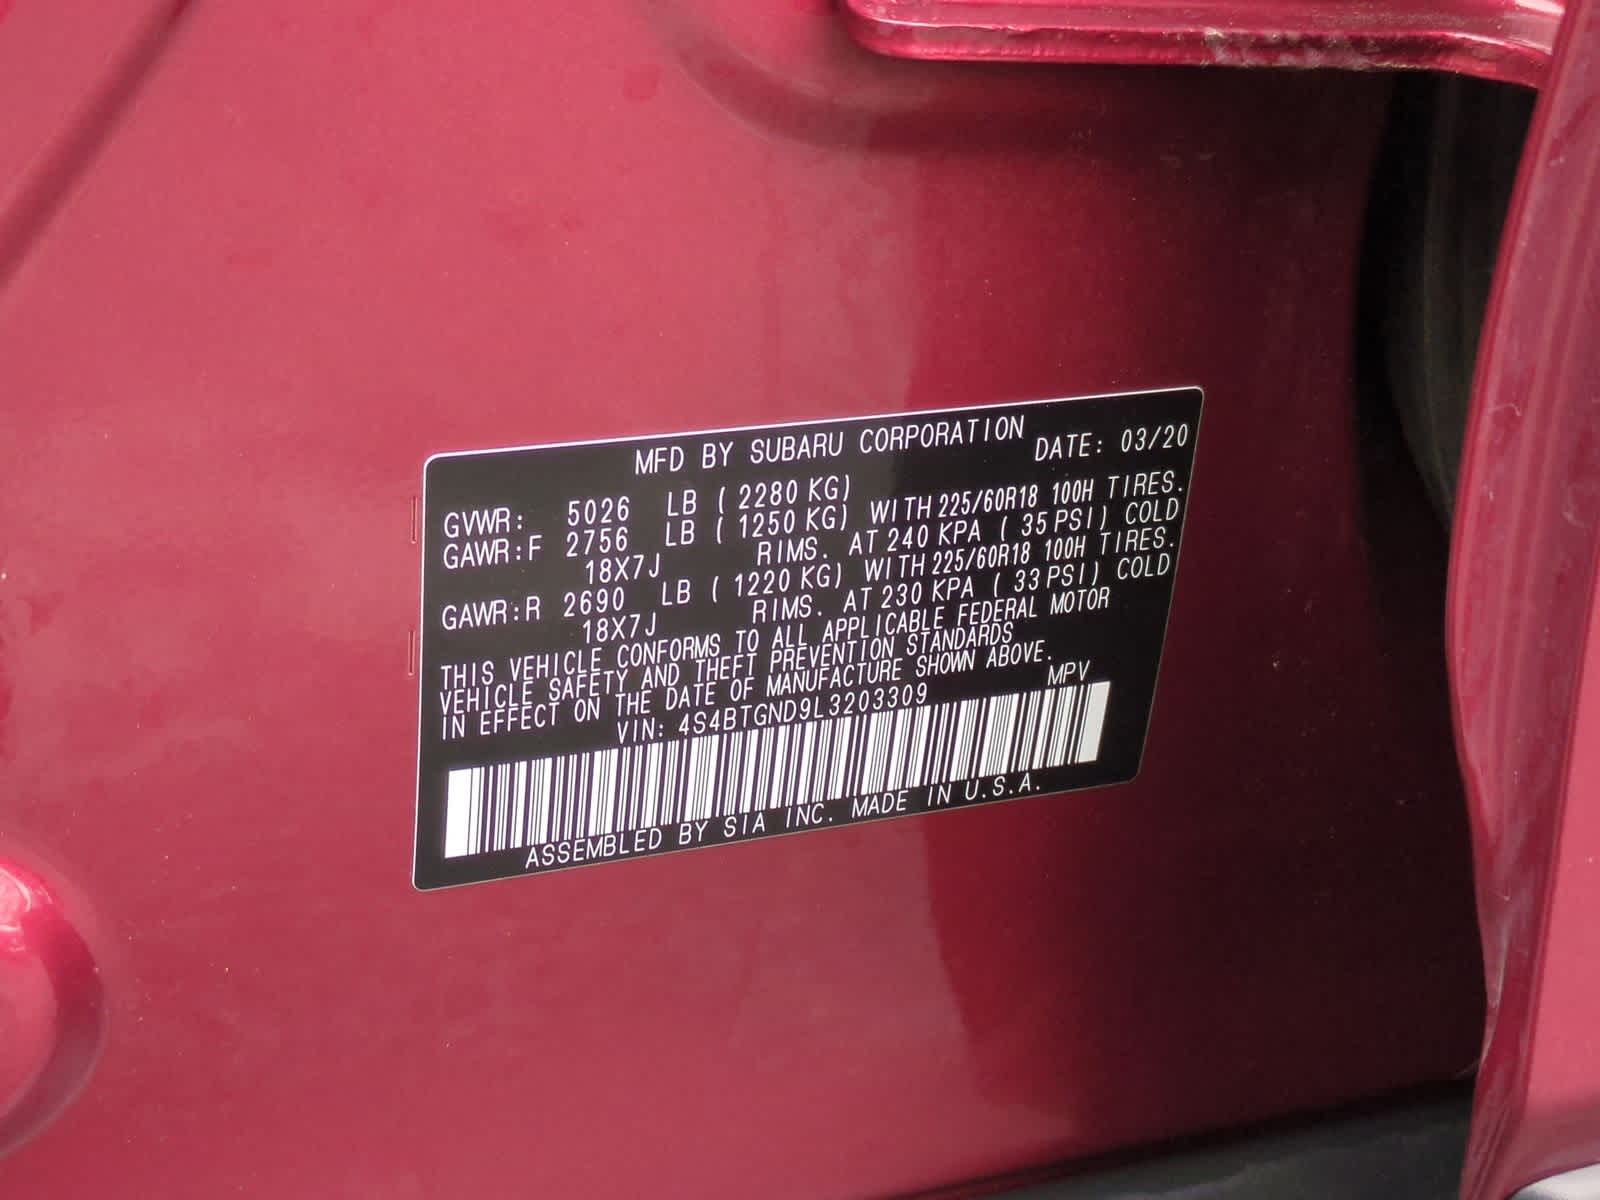 MFD BY SUBARU CORPORATION DATE: 03/20
GVWR: 5026 LB ( 2280 KG)
GAWR:F 2756 LB ( 1250 KG) WITH 225/60R18 100H TIRES.
18X7J RIMS. AT 240 KPA ( 35 PSI) COLD
GAWR:R 2690 LB ( 1220 KG) WITH 225/60R18 100H TIRES.
18X7J RIMS. AT 230 KPA ( 33 PSI) COLD
THIS VEHICLE CONFORMS TO ALL APPLICABLE FEDERAL MOTOR
VEHICLE SAFETY AND THEFT PREVENTION STANDARDS
IN EFFECT ON THE DATE OF MANUFACTURE SHOWN ABOVE.
VIN: 4S4BTGND9L3203309 MPV
ASSEMBLED BY SIA INC. MADE IN U.S.A.